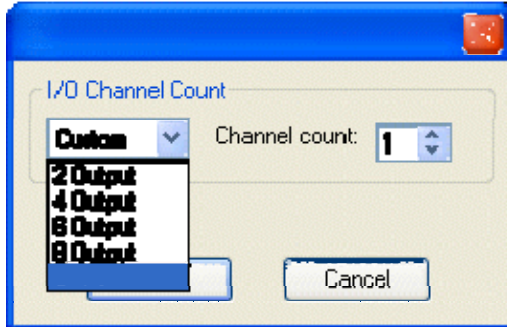 I/O Channel Count
Custom
Channel count:
1
2 Output
4 Output
6 Output
8 Output
Cancel